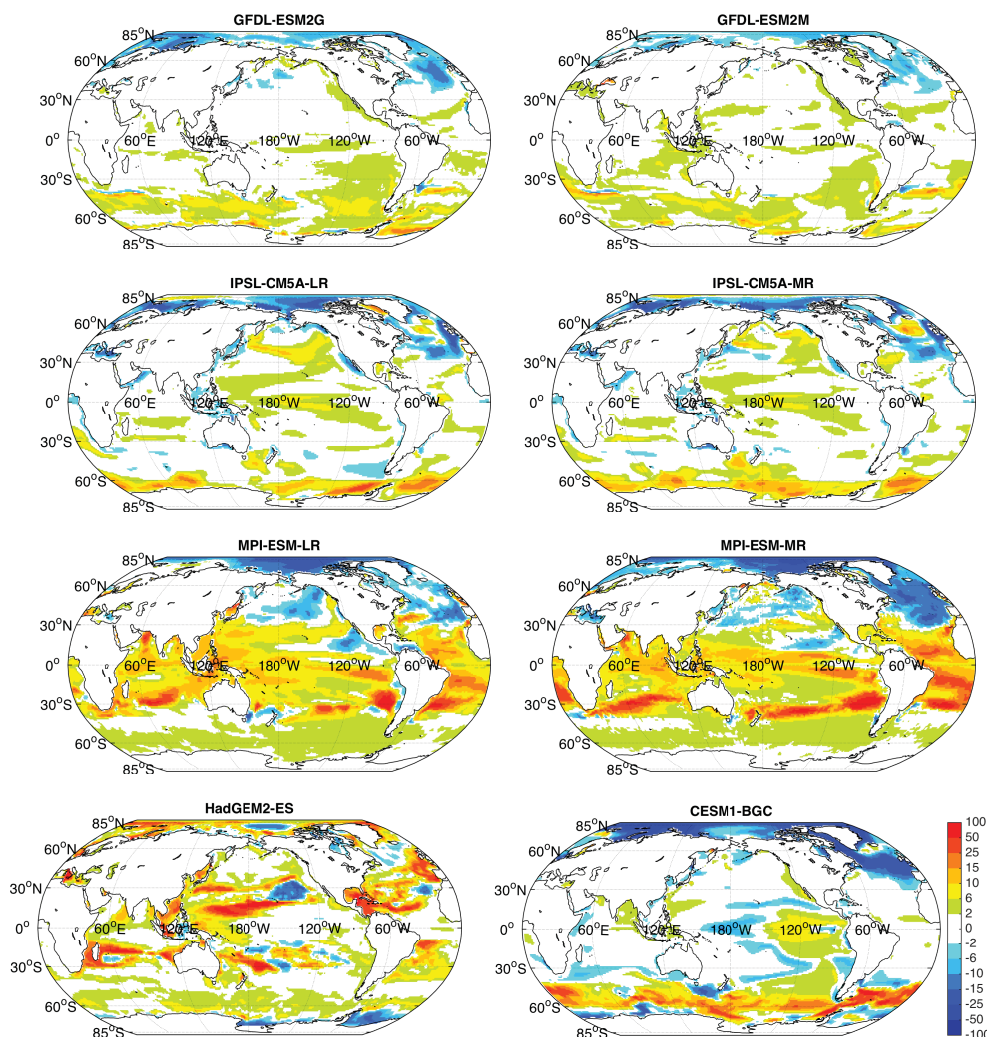 GFDL-ESM2G
GFDL-ESM2M
85°N
60°N
30°N
0°
30°S
60°S
85°S
60°E
120°E
180°W
120°W
60°W
85°N
60°N
30°N
0°
30°S
60°S
85°S
60°E
120°E
180°W
120°W
60°W
IPSL-CM5A-LR
IPSL-CM5A-MR
85°N
60°N
30°N
0°
30°S
60°S
85°S
60°E
120°E
180°W
120°W
60°W
85°N
60°N
30°N
0°
30°S
60°S
85°S
60°E
120°E
180°W
120°W
60°W
MPI-ESM-LR
MPI-ESM-MR
85°N
60°N
30°N
0°
30°S
60°S
85°S
60°E
120°E
180°W
120°W
60°W
85°N
60°N
30°N
0°
30°S
60°S
85°S
60°E
120°E
180°W
120°W
60°W
HadGEM2-ES
CESM1-BGC
85°N
60°N
30°N
0°
30°S
60°S
85°S
60°E
120°E
180°W
120°W
60°W
85°N
60°N
30°N
0°
30°S
60°S
85°S
60°E
120°E
180°W
120°W
60°W
100
50
25
15
10
6
2
0
-2
-6
-10
-15
-25
-50
-100